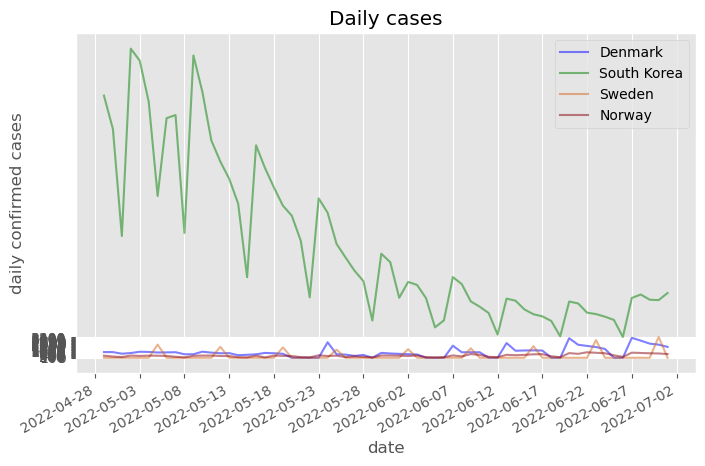 Daily cases
Denmark
South Korea
Sweden
Norway
daily confirmed cases
2022-04-28
2022-05-03
2022-05-08
2022-05-13
2022-05-18
2022-05-23
2022-05-28
2022-06-02
2022-06-07
2022-06-12
2022-06-17
2022-06-22
2022-06-27
2022-07-02
date